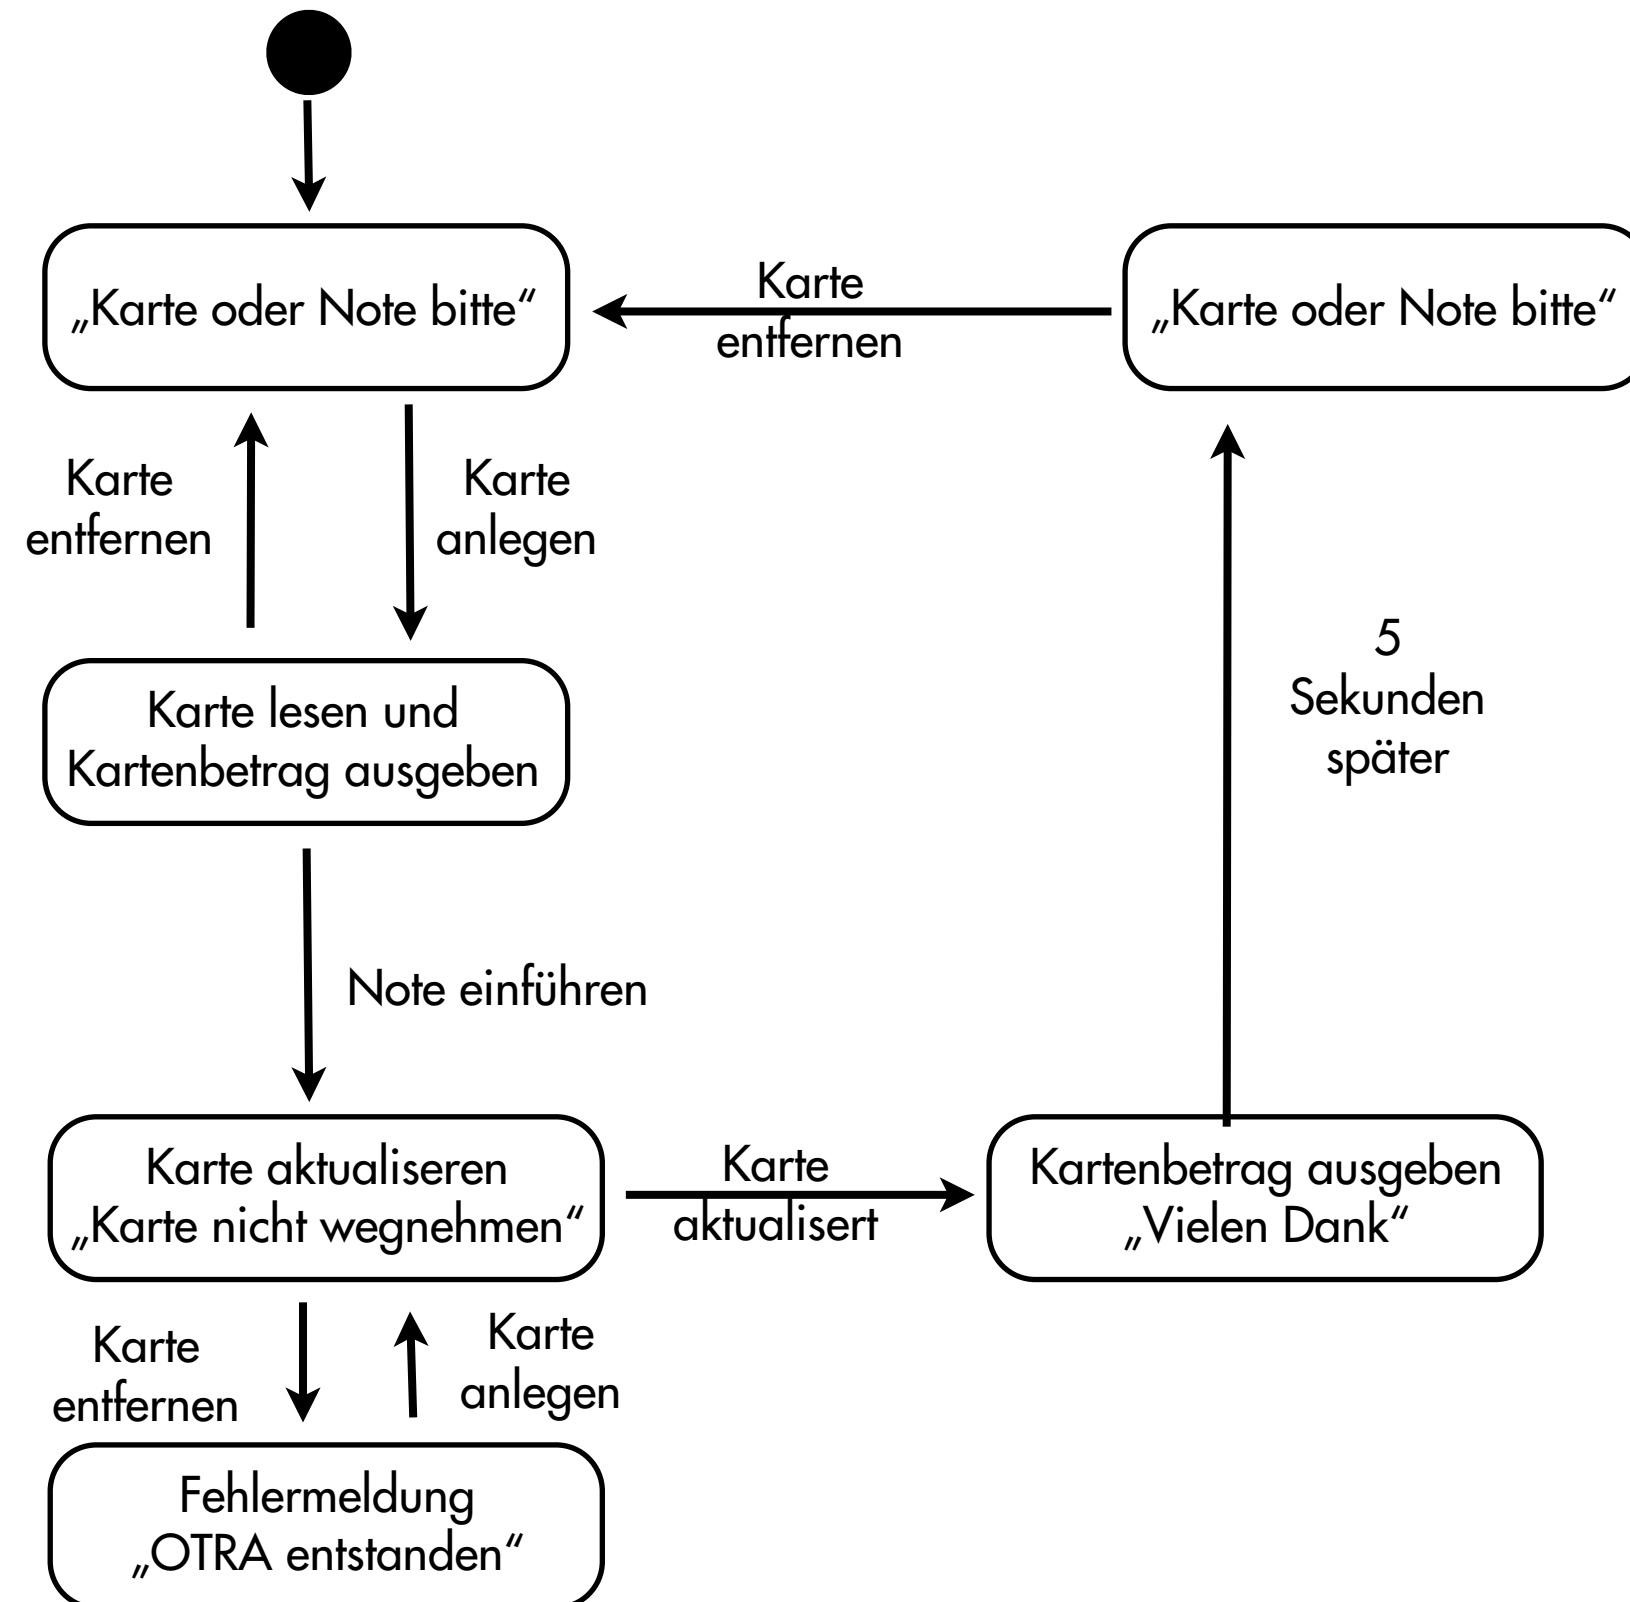 „Karte oder Note bitte“
Karte
entfernen
„Karte oder Note bitte“
Karte
entfernen
Karte
anlegen
5
Sekunden
später
Karte lesen und
Kartenbetrag ausgeben
Note einführen
Karte aktualiseren
„Karte nicht wegnehmen“
Karte
aktualisert
Kartenbetrag ausgeben
„Vielen Dank“
Karte
entfernen
Karte
anlegen
Fehlermeldung
„OTRA entstanden“